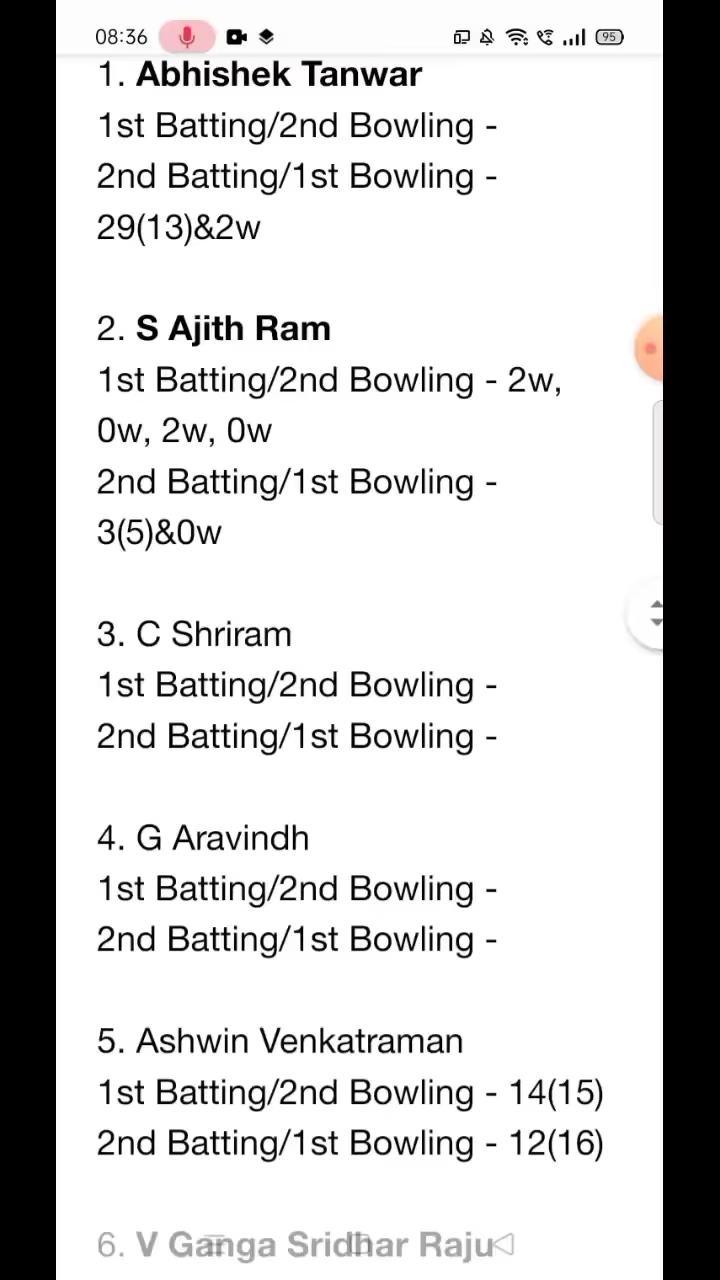 08:36
95
1. Abhishek Tanwar
1st Batting/2nd Bowling -
2nd Batting/1st Bowling -
29(13)&2w
2. S Ajith Ram
1st Batting/2nd Bowling - 2w,
0w, 2w, 0w
2nd Batting/1st Bowling -
3(5)&0w
3. C Shriram
1st Batting/2nd Bowling -
2nd Batting/1st Bowling -
4. G Aravindh
1st Batting/2nd Bowling -
2nd Batting/1st Bowling -
5. Ashwin Venkatraman
1st Batting/2nd Bowling - 14(15)
2nd Batting/1st Bowling - 12(16)
6. V Ganga Sridhar Raju